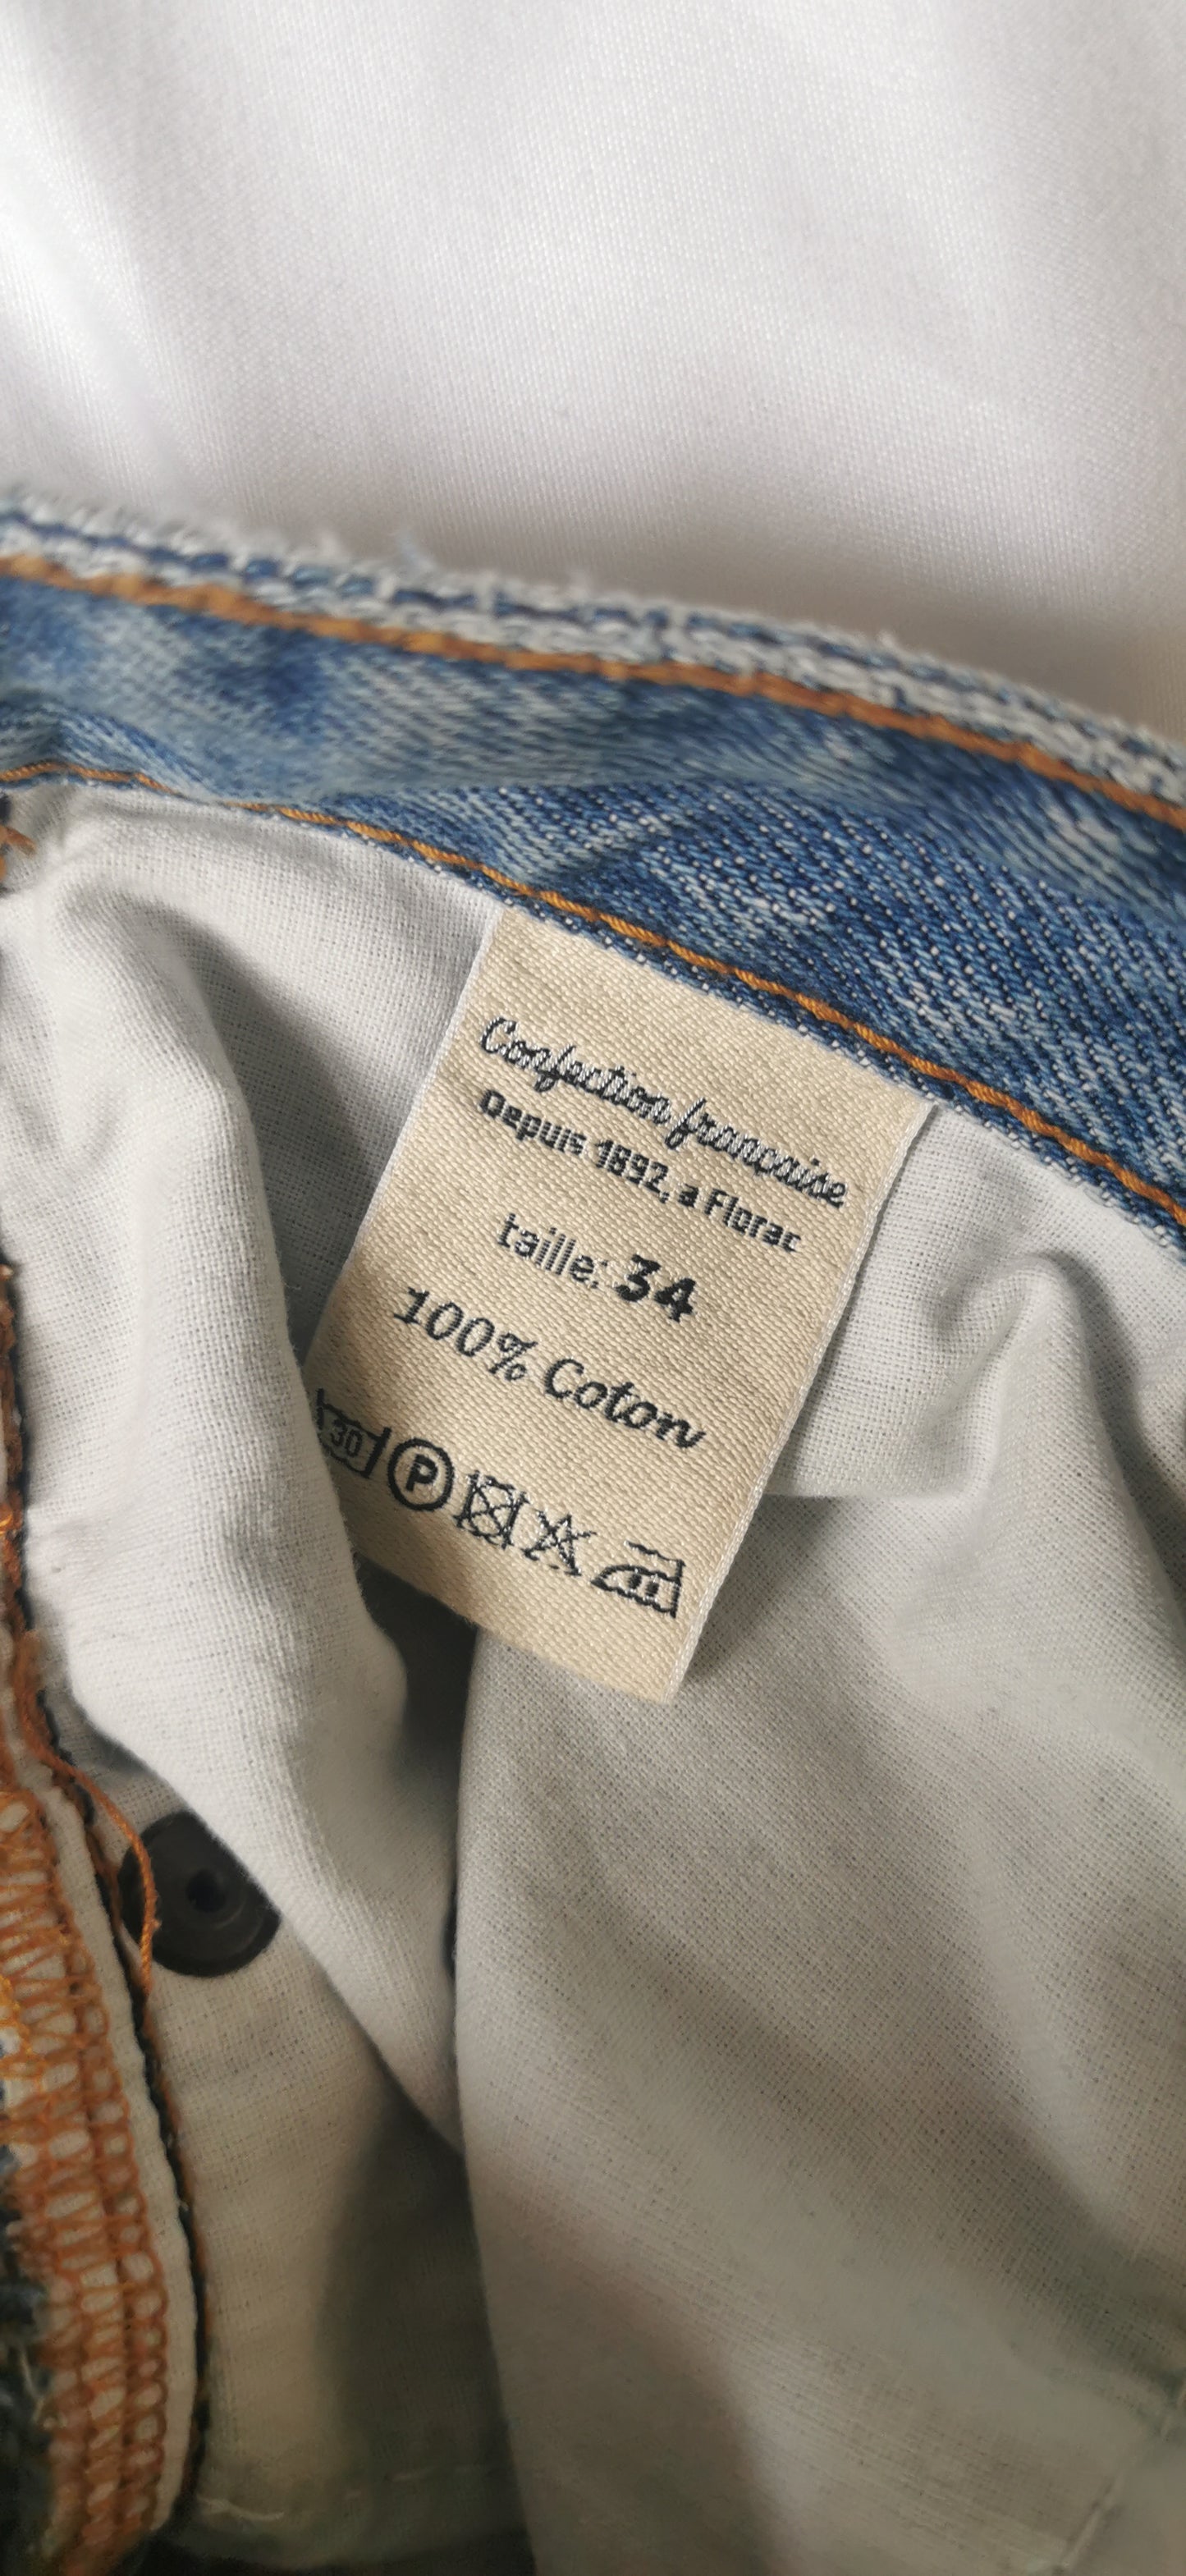 Confection française
Depuis 1892, a Florac
taille: 34
100% Coton
30 P